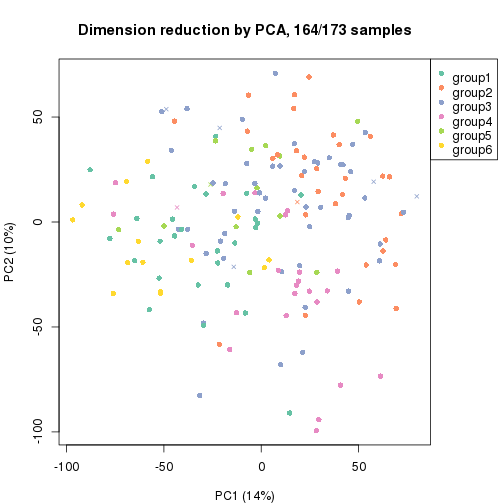 Dimension reduction by PCA, 164/173 samples
group1
group2
group3
group4
group5
group6
50
0
-50
-100
PC2 (10%)
-100
-50
0
50
PC1 (14%)